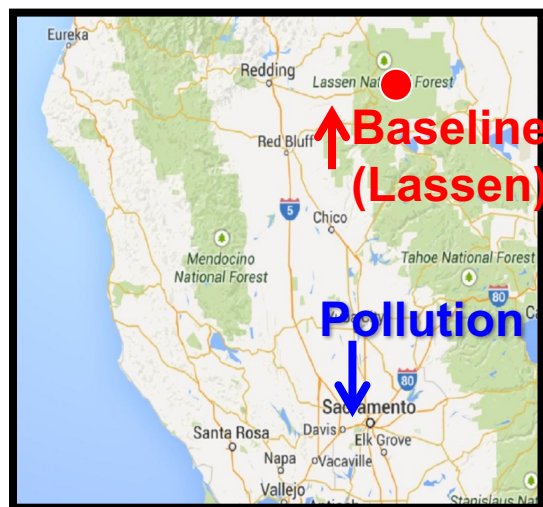 Eureka
Redding
Lassen National Forest
Baseline
(Lassen)
Red Bluff
5
Chico
Mendocino
National Forest
Tahoe National Forest
80
Pollution
80
Sacramento
Davis
Elk Grove
Santa Rosa
Napa
Vacaville
Vallejo
Stanislaus Nat